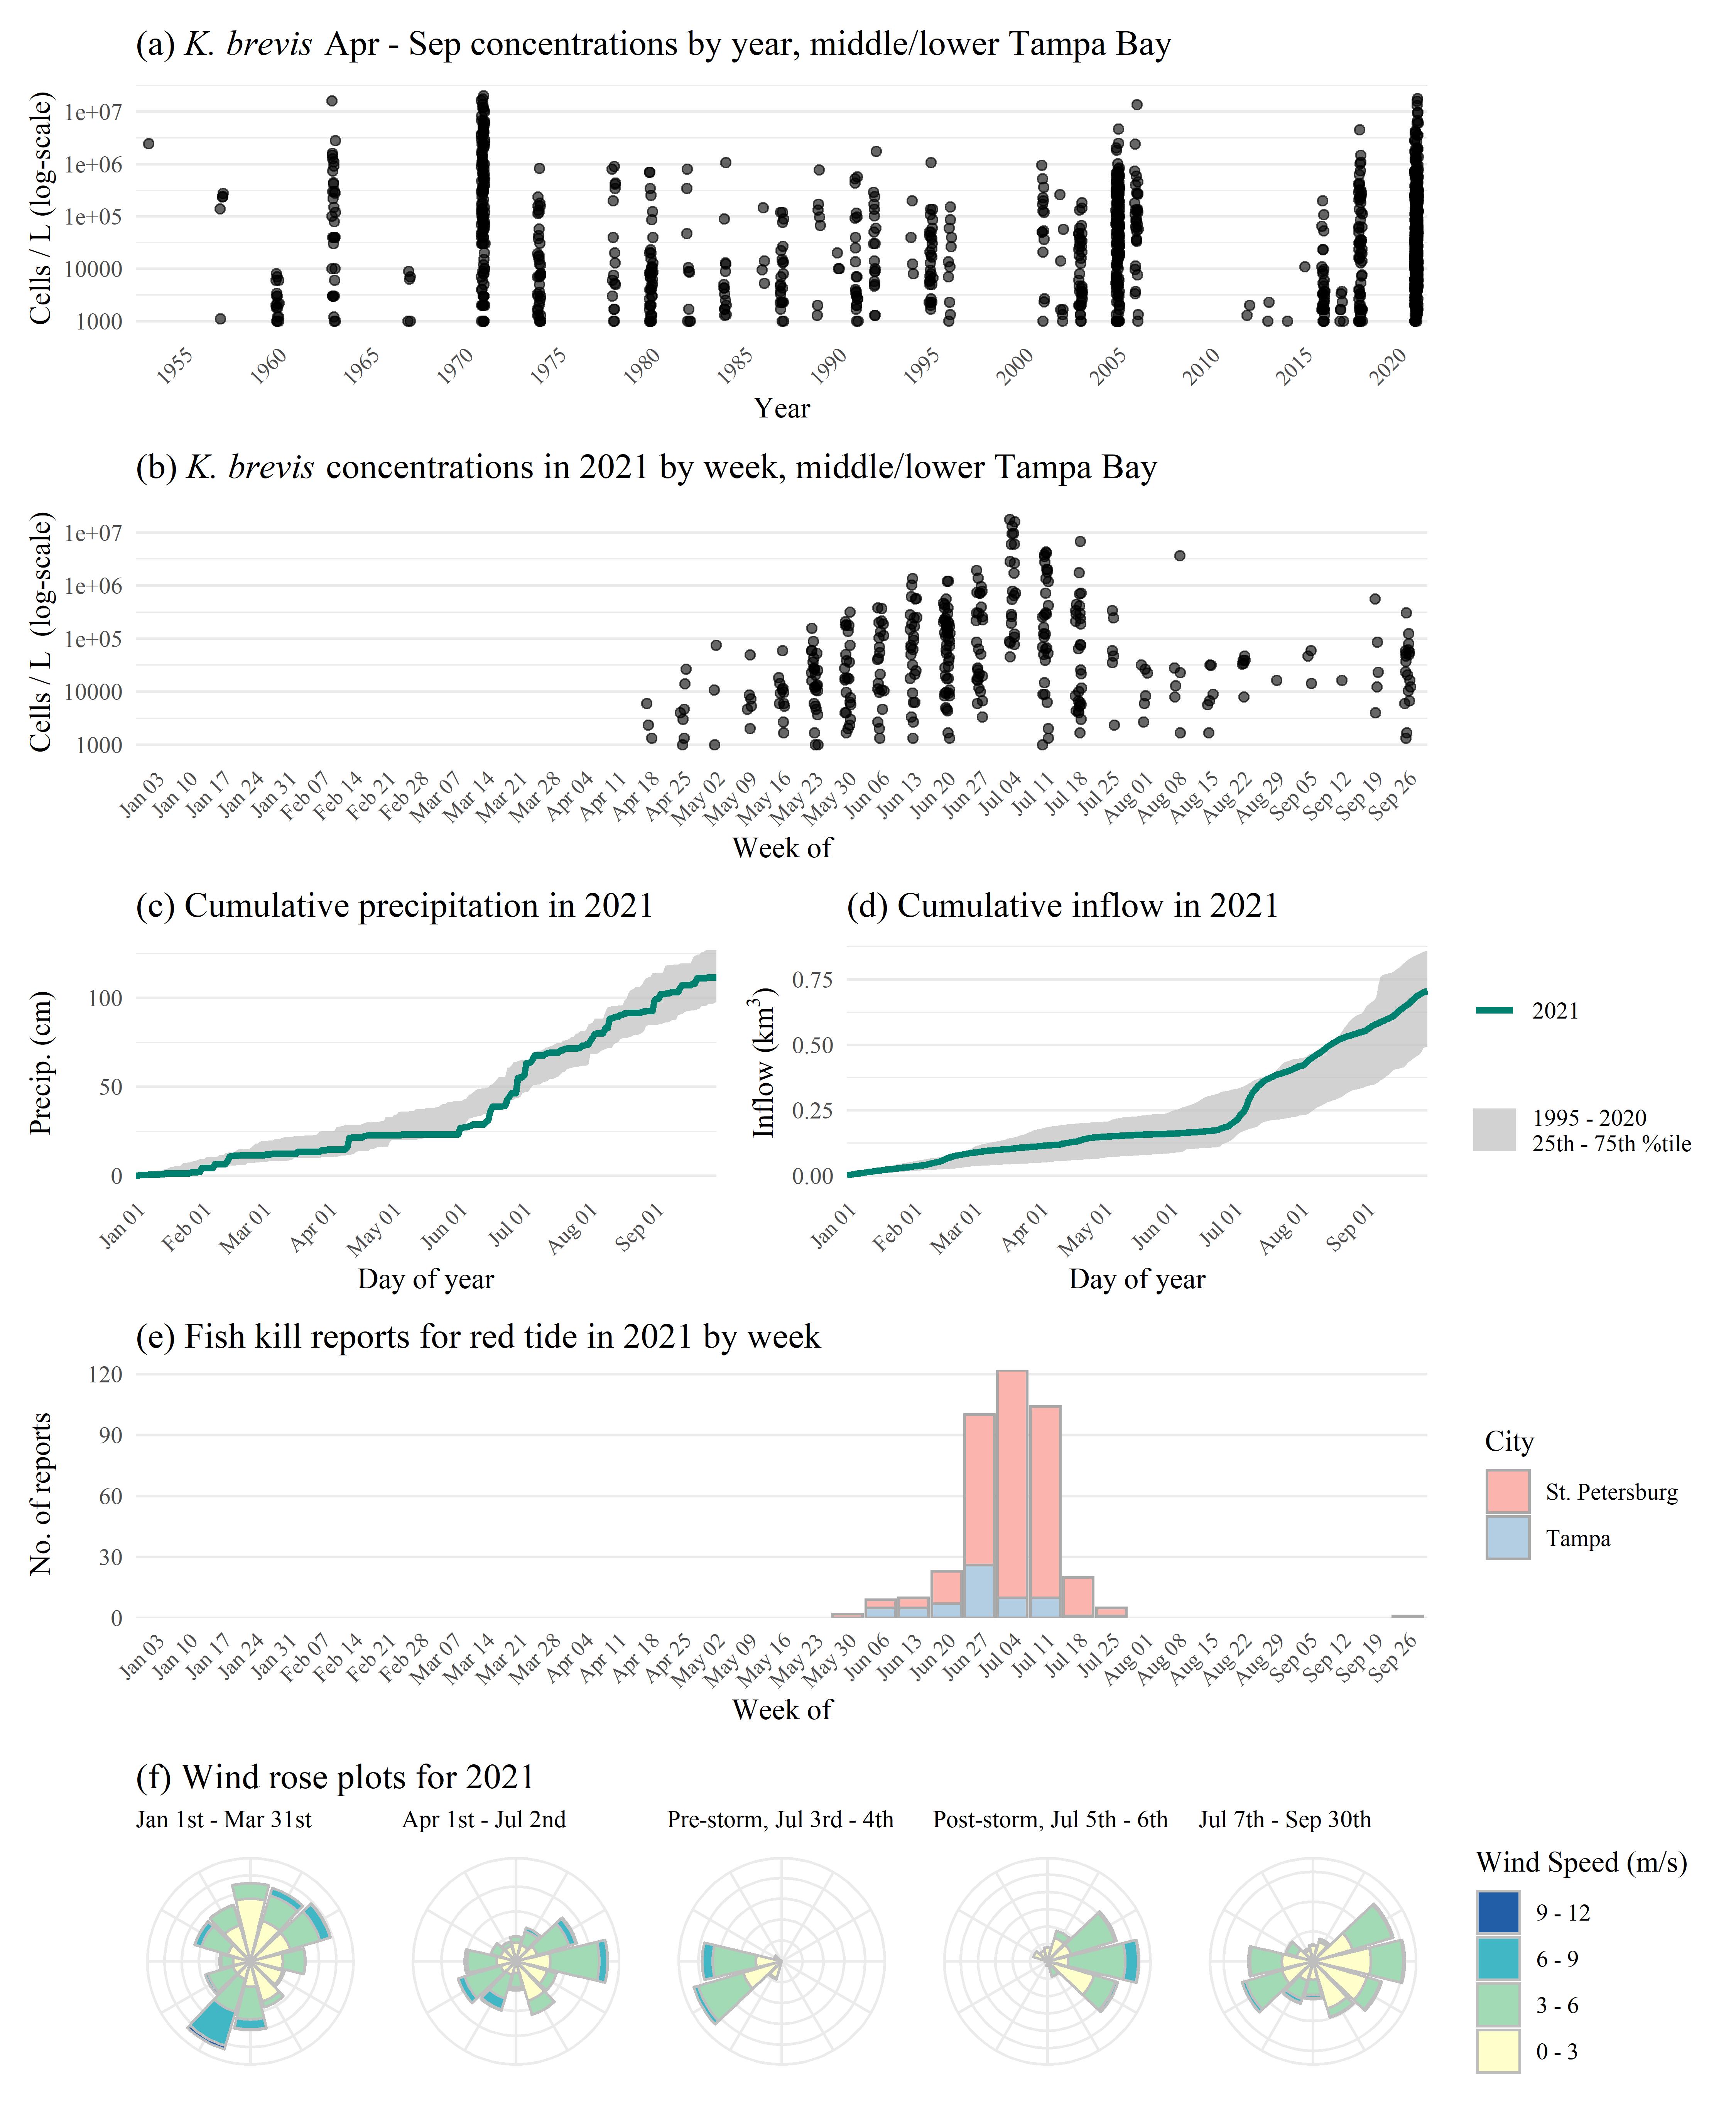 (a) K. brevis Apr - Sep concentrations by year, middle/lower Tampa Bay
Cells / L (log-scale)
1e+07
1e+06
1e+05
10000
1000
1955
1960
1965
1970
1975
1980
1985
1990
1995
2000
2005
2010
2015
2020
Year
(b) K. brevis concentrations in 2021 by week, middle/lower Tampa Bay
Cells / L (log-scale)
1e+07
1e+06
1e+05
10000
1000
Jan 03
Jan 10
Jan 17
Jan 24
Jan 31
Feb 07
Feb 14
Feb 21
Feb 28
Mar 07
Mar 14
Mar 21
Mar 28
Apr 04
Apr 11
Apr 18
Apr 25
May 02
May 09
May 16
May 23
May 30
Jun 06
Jun 13
Jun 20
Jun 27
Jul 04
Jul 11
Jul 18
Jul 25
Aug 01
Aug 08
Aug 15
Aug 22
Aug 29
Sep 05
Sep 12
Sep 19
Sep 26
Week of
(c) Cumulative precipitation in 2021
Precip. (cm)
100
50
0
Jan 01
Feb 01
Mar 01
Apr 01
May 01
Jun 01
Jul 01
Aug 01
Sep 01
Day of year
(d) Cumulative inflow in 2021
Inflow (km³)
0.75
0.50
0.25
0.00
Jan 01
Feb 01
Mar 01
Apr 01
May 01
Jun 01
Jul 01
Aug 01
Sep 01
Day of year
2021
1995 - 2020
25th - 75th %tile
(e) Fish kill reports for red tide in 2021 by week
No. of reports
120
90
60
30
0
Jan 03
Jan 10
Jan 17
Jan 24
Jan 31
Feb 07
Feb 14
Feb 21
Feb 28
Mar 07
Mar 14
Mar 21
Mar 28
Apr 04
Apr 11
Apr 18
Apr 25
May 02
May 09
May 16
May 23
May 30
Jun 06
Jun 13
Jun 20
Jun 27
Jul 04
Jul 11
Jul 18
Jul 25
Aug 01
Aug 08
Aug 15
Aug 22
Aug 29
Sep 05
Sep 12
Sep 19
Sep 26
Week of
City
St. Petersburg
Tampa
(f) Wind rose plots for 2021
Jan 1st - Mar 31st
Apr 1st - Jul 2nd
Pre-storm, Jul 3rd - 4th
Post-storm, Jul 5th - 6th
Jul 7th - Sep 30th
Wind Speed (m/s)
9 - 12
6 - 9
3 - 6
0 - 3